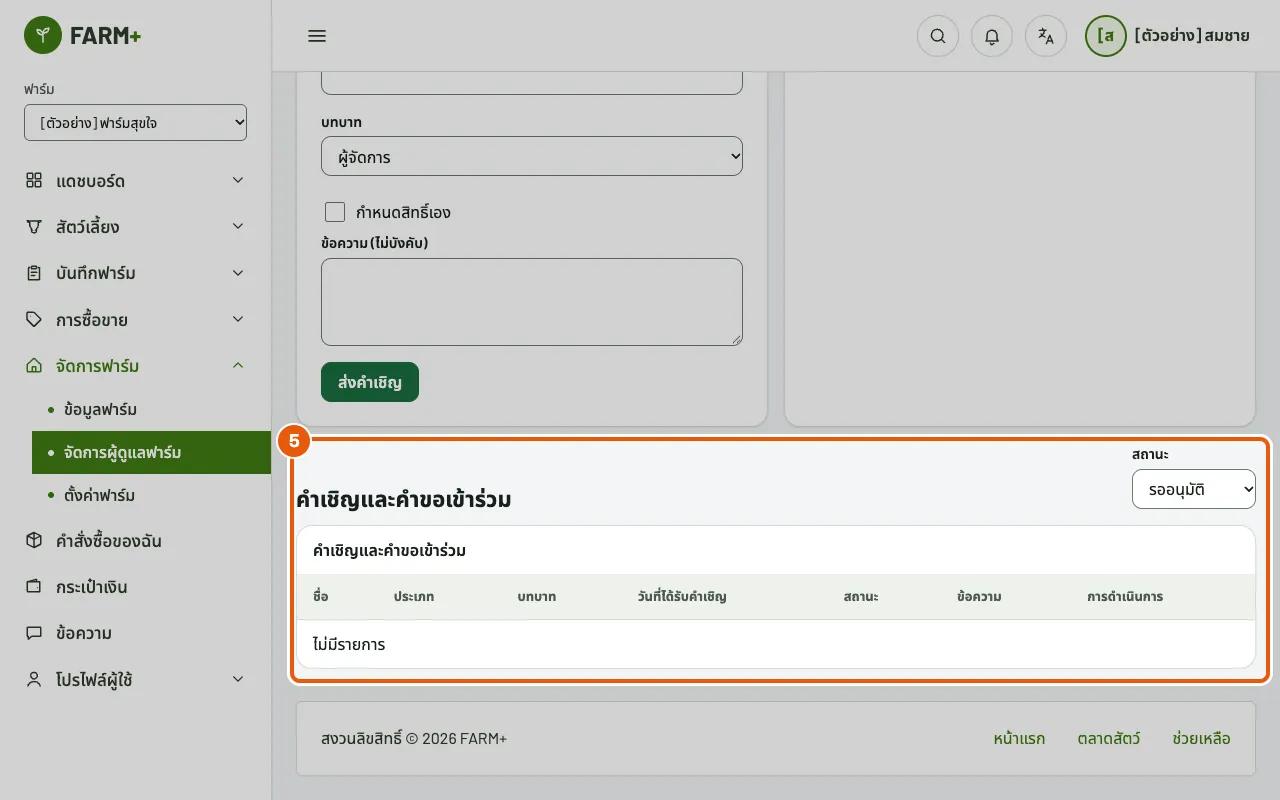 FARM+
[ส
[ตัวอย่าง]สมชาย
ฟาร์ม
[ตัวอย่าง]ฟาร์มสุขใจ
แดชบอร์ด
สัตว์เลี้ยง
บันทึกฟาร์ม
การซื้อขาย
จัดการฟาร์ม
ข้อมูลฟาร์ม
จัดการผู้ดูแลฟาร์ม
ตั้งค่าฟาร์ม
คำสั่งซื้อของฉัน
กระเป๋าเงิน
ข้อความ
โปรไฟล์ผู้ใช้
บทบาท
ผู้จัดการ
กำหนดสิทธิ์เอง
ข้อความ (ไม่บังคับ)
ส่งคำเชิญ
5
สถานะ
รออนุมัติ
คำเชิญและคำขอเข้าร่วม
คำเชิญและคำขอเข้าร่วม
ชื่อ ประเภท บทบาท วันที่ได้รับคำเชิญ สถานะ ข้อความ การดำเนินการ
ไม่มีรายการ
สงวนลิขสิทธิ์ © 2026 FARM+
หน้าแรก ตลาดสัตว์ ช่วยเหลือ